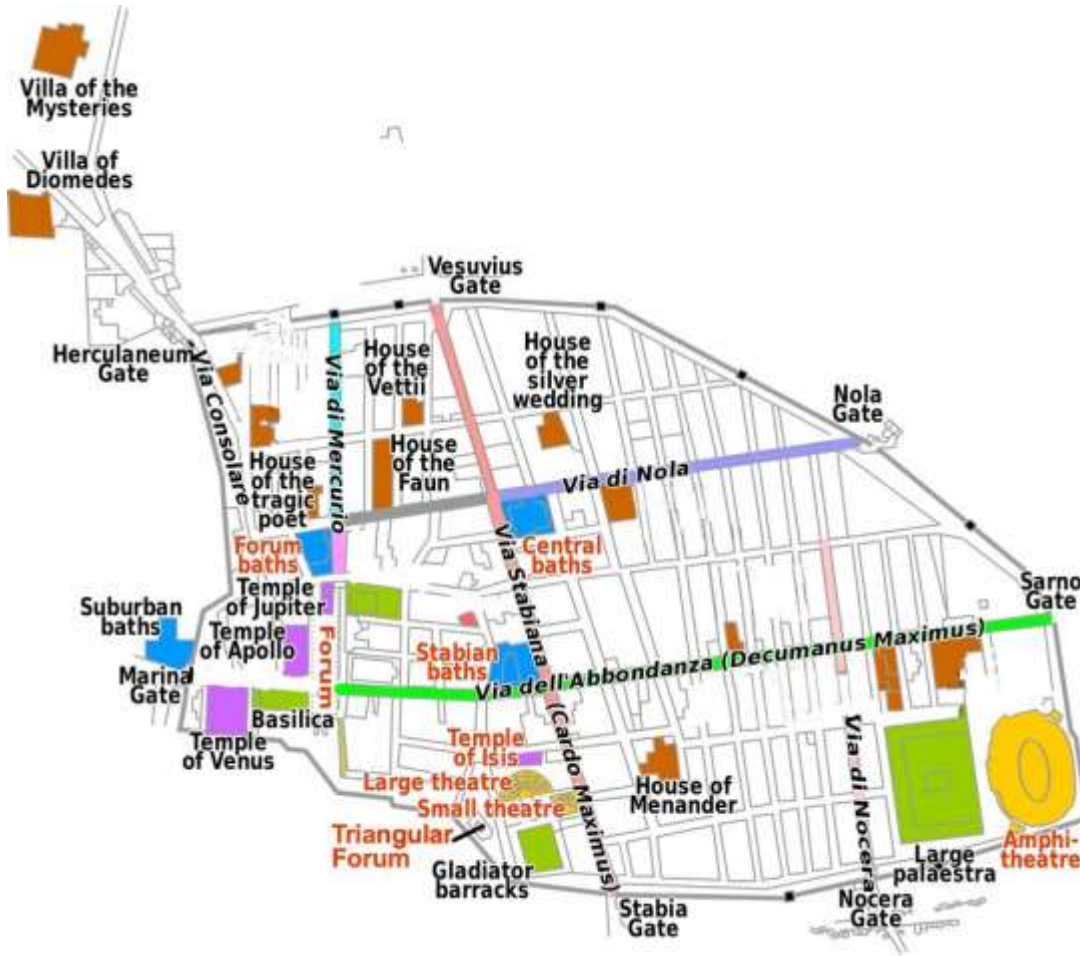 Villa of the
Mysteries
Villa of
Diomedes
Vesuvius
Gate
Herculaneum
Gate
Via Consolare
Via di Mercurio
House
of the
Vettii
House
of the
silver
wedding
Nola
Gate
House
of the
tragic
poet
House
of the
Faun
Via di Nola
Forum
baths
Via Stabiana (Cardo Maximus)
Central
baths
Temple
of Jupiter
Sarno
Gate
Suburban
baths
Temple
of Apollo
Forum
Stabian
baths
Via dell'Abbondanza (Decumanus Maximus)
Marina
Gate
Basilica
Temple
of Venus
Temple
of Isis
Large theatre
Small theatre
House of
Menander
Via di Nocera
Triangular
Forum
Gladiator
barracks
Large
palaestra
Amphi-
theatre
Stabia
Gate
Nocera
Gate